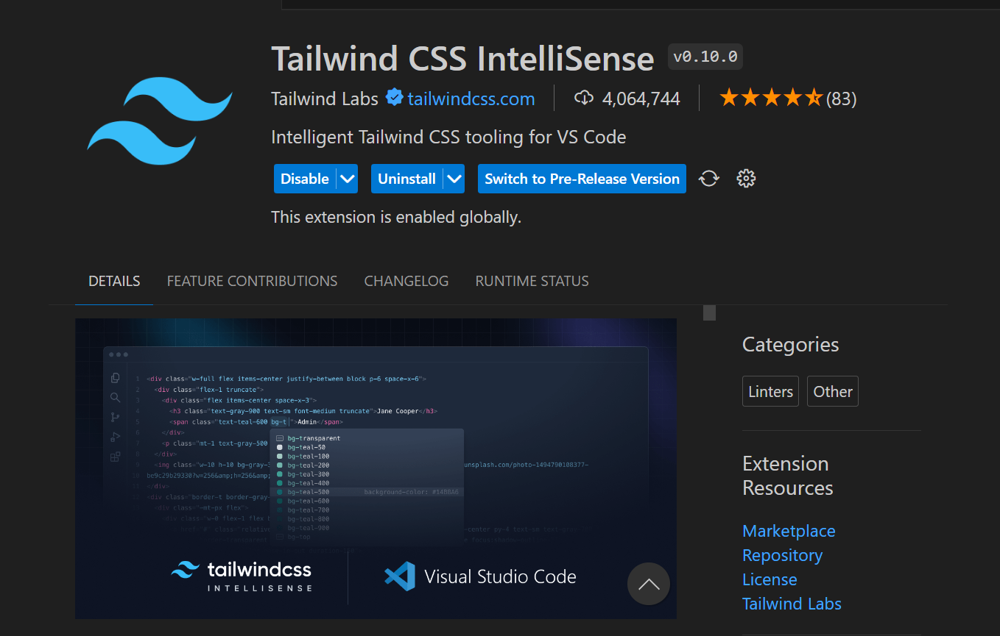 Tailwind CSS IntelliSense v0.10.0
Tailwind Labs tailwindcss.com 4,064,744 (83)
Intelligent Tailwind CSS tooling for VS Code
Disable Uninstall Switch to Pre-Release Version
This extension is enabled globally.
DETAILS FEATURE CONTRIBUTIONS CHANGELOG RUNTIME STATUS
1 <div class="w-full flex items-center justify-between block p-6 space-x-6">
2 <div class="flex-1 truncate">
3 <div class="flex items-center space-x-3">
4 <h3 class="text-gray-900 text-sm font-medium truncate">Jane Cooper</h3>
5 <span class="text-teal-600 bg-t">Admin</span>
6 </div>
7 <p class="mt-1 text-gray-500
8 </div>
9 <img class="w-10 h-10 bg-gray-3 unsplash.com/photo-1494790108377-
10 be9c29b29330?w=256&amp;h=256&amp;
11 </div>
12 <div class="border-t border-gray-
<div class="-mt-px flex">
<div class="w-0 flex-1 flex b
bg-transparent
bg-teal-50
bg-teal-100
bg-teal-200
bg-teal-300
bg-teal-400
bg-teal-500 background-color: #14B8A6
bg-teal-600
bg-teal-700
bg-teal-800
bg-teal-900
bg-top
tailwindcss
INTELLISENSE
Visual Studio Code
Categories
Linters Other
Extension
Resources
Marketplace
Repository
License
Tailwind Labs